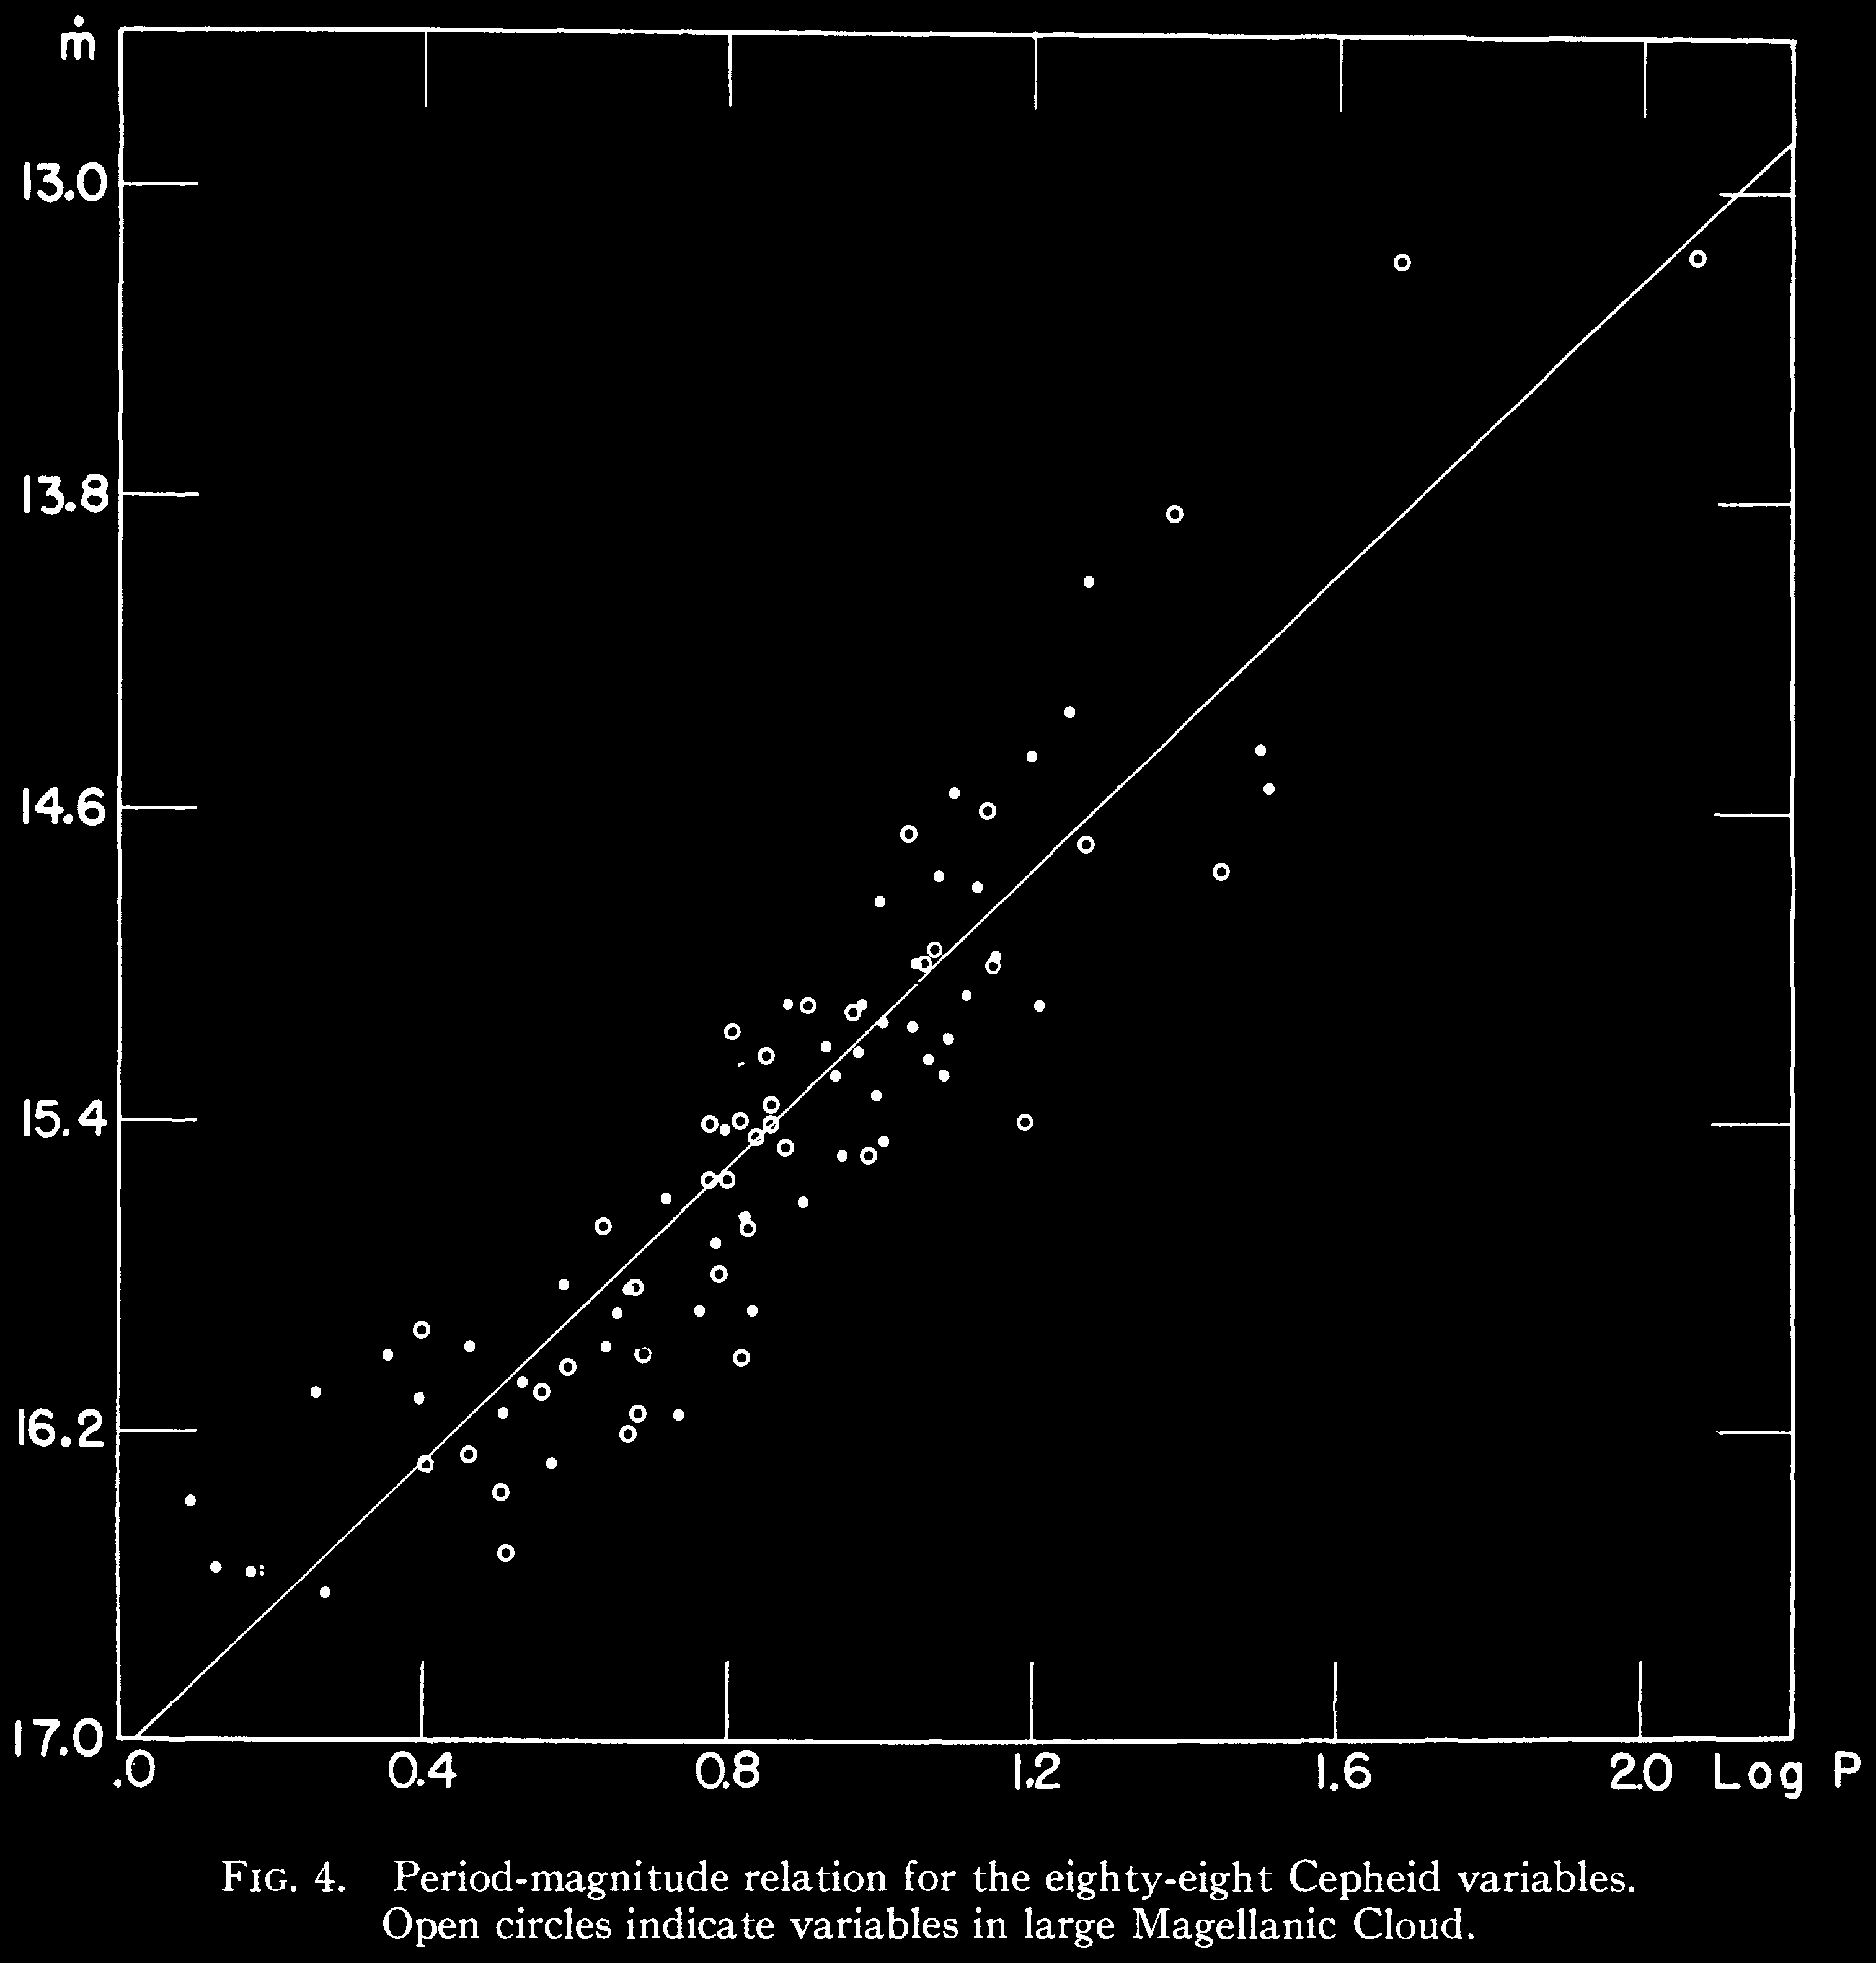 ṁ
13.0
13.8
14.6
15.4
16.2
17.0
.0 0.4 0.8 1.2 1.6 2.0 Log P
FIG. 4. Period-magnitude relation for the eighty-eight Cepheid variables.
Open circles indicate variables in large Magellanic Cloud.